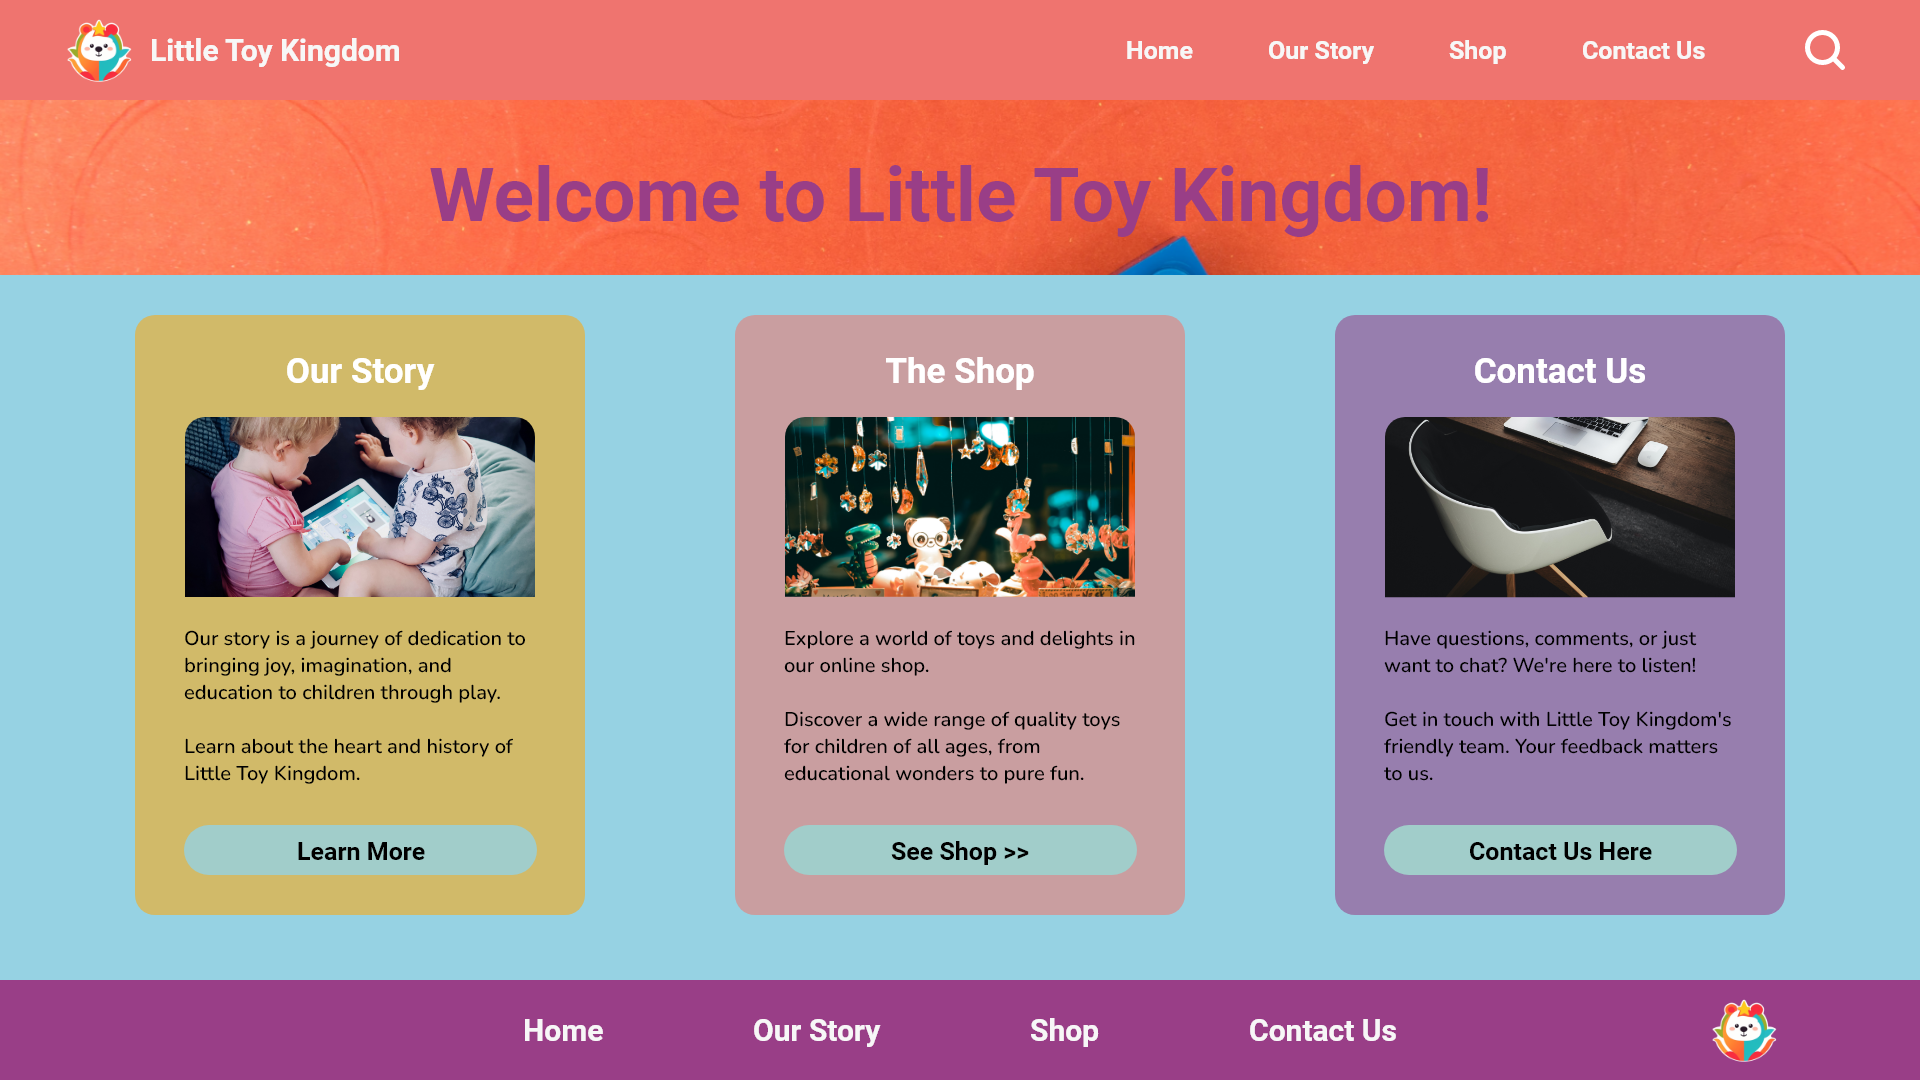 Little Toy Kingdom
Home
Our Story
Shop
Contact Us
Welcome to Little Toy Kingdom!
Our Story
Our story is a journey of dedication to
bringing joy, imagination, and
education to children through play.
Learn about the heart and history of
Little Toy Kingdom.
Learn More
The Shop
Explore a world of toys and delights in
our online shop.
Discover a wide range of quality toys
for children of all ages, from
educational wonders to pure fun.
See Shop >>
Contact Us
Have questions, comments, or just
want to chat? We're here to listen!
Get in touch with Little Toy Kingdom's
friendly team. Your feedback matters
to us.
Contact Us Here
Home
Our Story
Shop
Contact Us